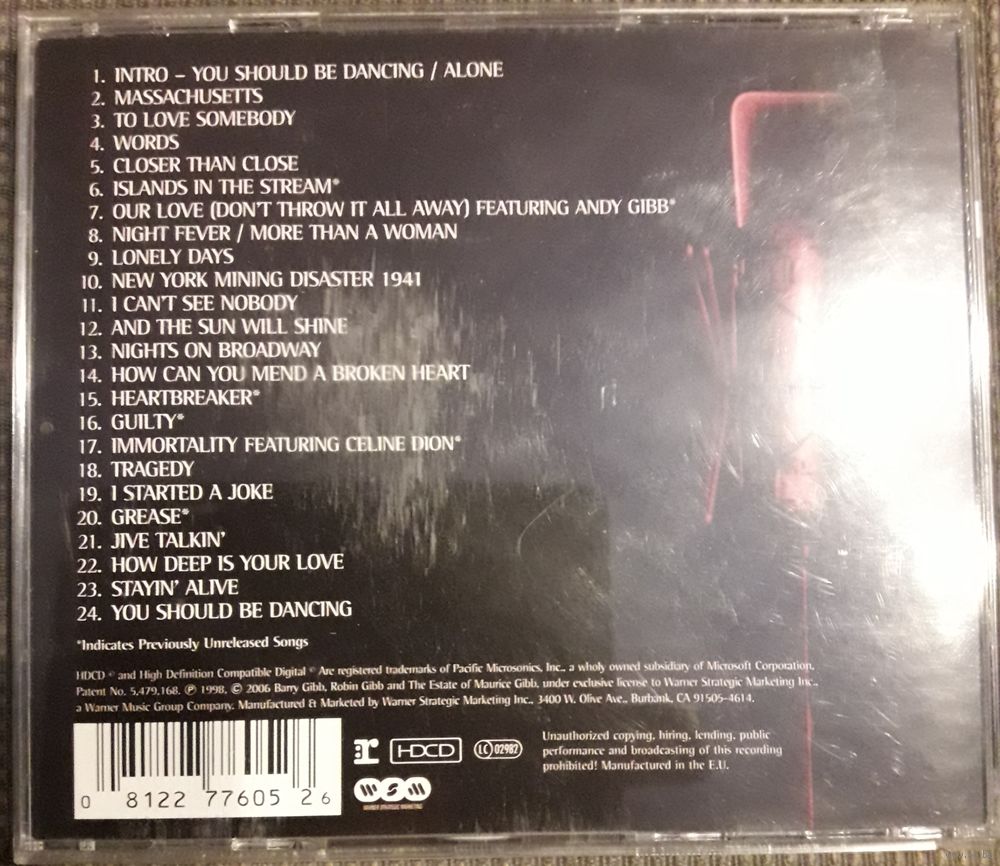 1. INTRO – YOU SHOULD BE DANCING / ALONE
2. MASSACHUSETTS
3. TO LOVE SOMEBODY
4. WORDS
5. CLOSER THAN CLOSE
6. ISLANDS IN THE STREAM*
7. OUR LOVE (DON'T THROW IT ALL AWAY) FEATURING ANDY GIBB*
8. NIGHT FEVER / MORE THAN A WOMAN
9. LONELY DAYS
10. NEW YORK MINING DISASTER 1941
11. I CAN'T SEE NOBODY
12. AND THE SUN WILL SHINE
13. NIGHTS ON BROADWAY
14. HOW CAN YOU MEND A BROKEN HEART
15. HEARTBREAKER*
16. GUILTY*
17. IMMORTALITY FEATURING CELINE DION*
18. TRAGEDY
19. I STARTED A JOKE
20. GREASE*
21. JIVE TALKIN'
22. HOW DEEP IS YOUR LOVE
23. STAYIN' ALIVE
24. YOU SHOULD BE DANCING
*Indicates Previously Unreleased Songs
HDCD ® and High Definition Compatible Digital ® Are registered trademarks of Pacific Microsonics, Inc., a wholy owned subsidiary of Microsoft Corporation,
Patent No. 5,479,168. ℗ 1998, © 2006 Barry Gibb, Robin Gibb and The Estate of Maurice Gibb, under exclusive license to Warner Strategic Marketing Inc.,
a Warner Music Group Company. Manufactured & Marketed by Warner Strategic Marketing Inc., 3400 W. Olive Ave., Burbank, CA 91505-4614.
r HDCD LC 02982
WSM
WARNER STRATEGIC MARKETING
Unauthorized copying, hiring, lending, public
performance and broadcasting of this recording
prohibited! Manufactured in the E.U.
0 81227 76052 6